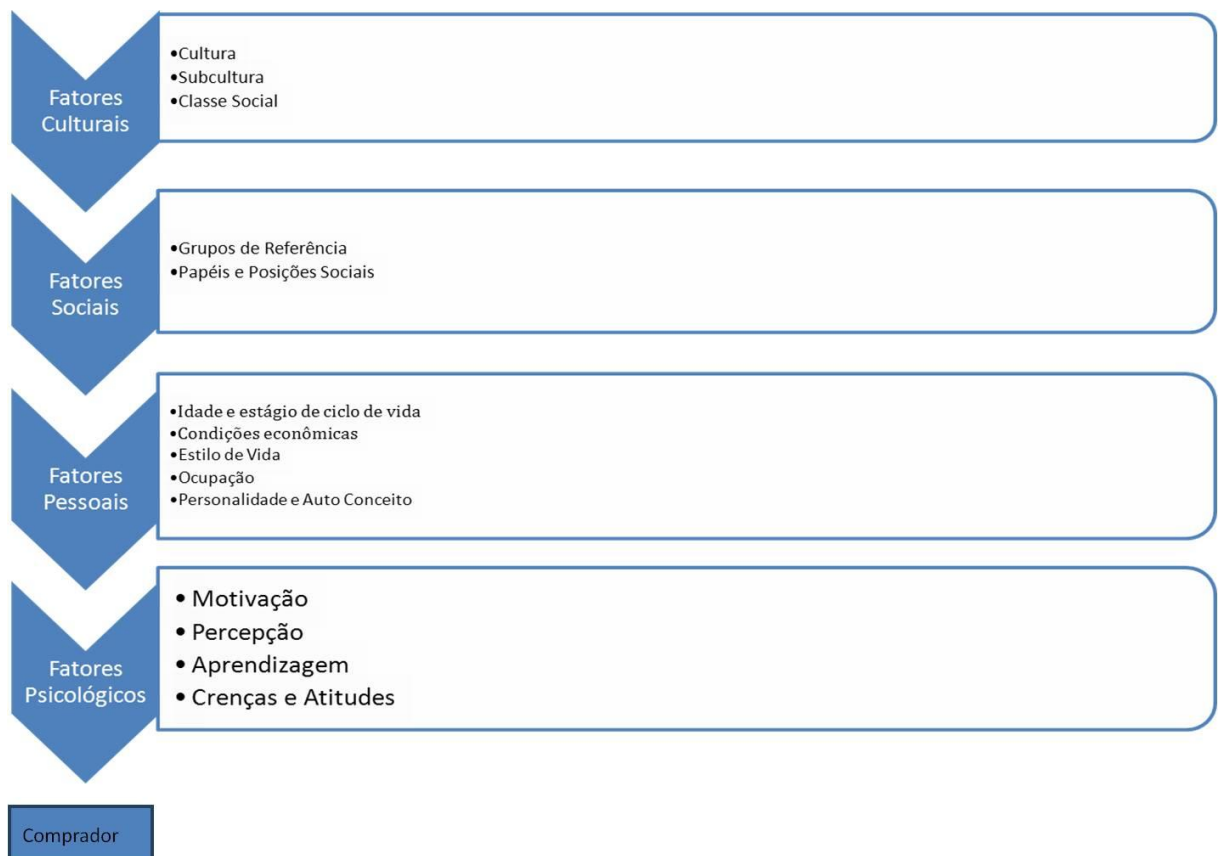 Fatores
Culturais
•Cultura
•Subcultura
•Classe Social
Fatores
Sociais
•Grupos de Referência
•Papéis e Posições Sociais
Fatores
Pessoais
•Idade e estágio de ciclo de vida
•Condições econômicas
•Estilo de Vida
•Ocupação
•Personalidade e Auto Conceito
Fatores
Psicológicos
• Motivação
• Percepção
• Aprendizagem
• Crenças e Atitudes
Comprador